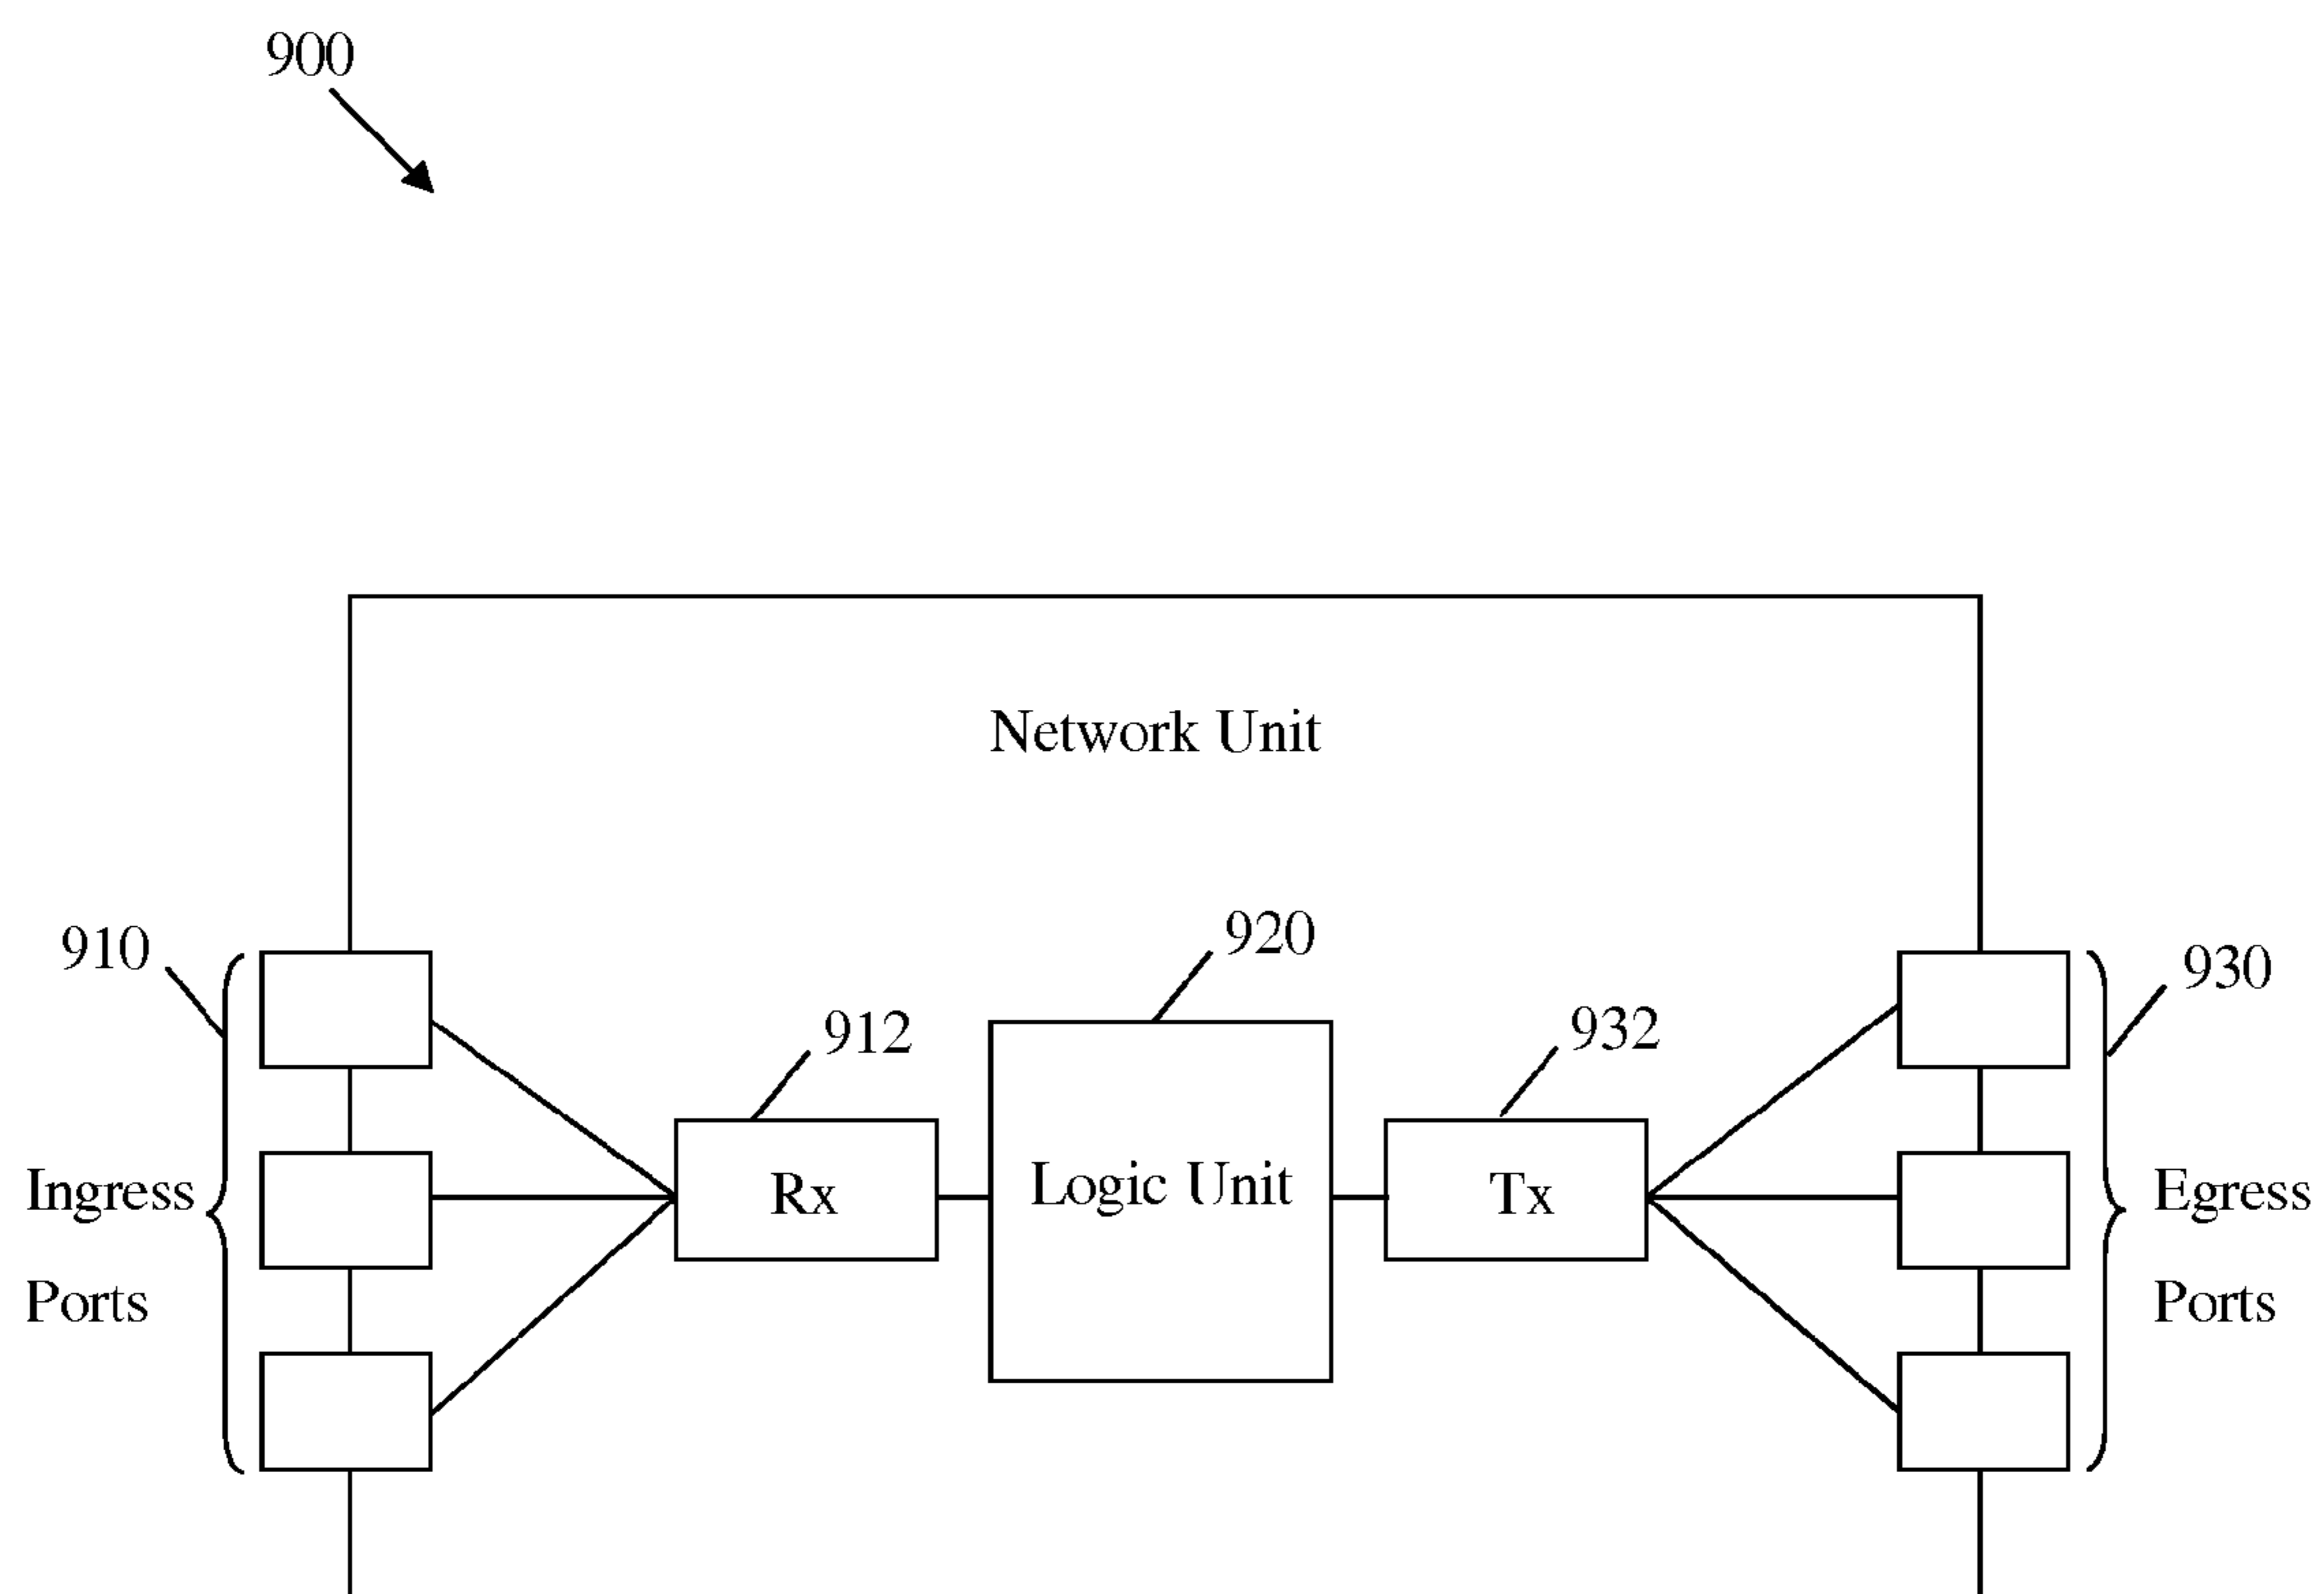 900
Network Unit
910
920
930
912
932
Ingress
Ports
Rx
Logic Unit
Tx
Egress
Ports